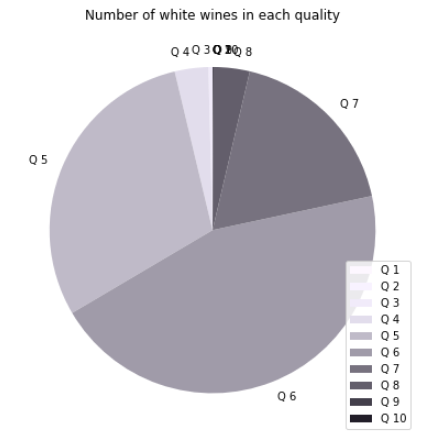 Number of white wines in each quality
Q 4
Q 3
Q 8
Q 7
Q 5
Q 6
Q 1
Q 2
Q 3
Q 4
Q 5
Q 6
Q 7
Q 8
Q 9
Q 10